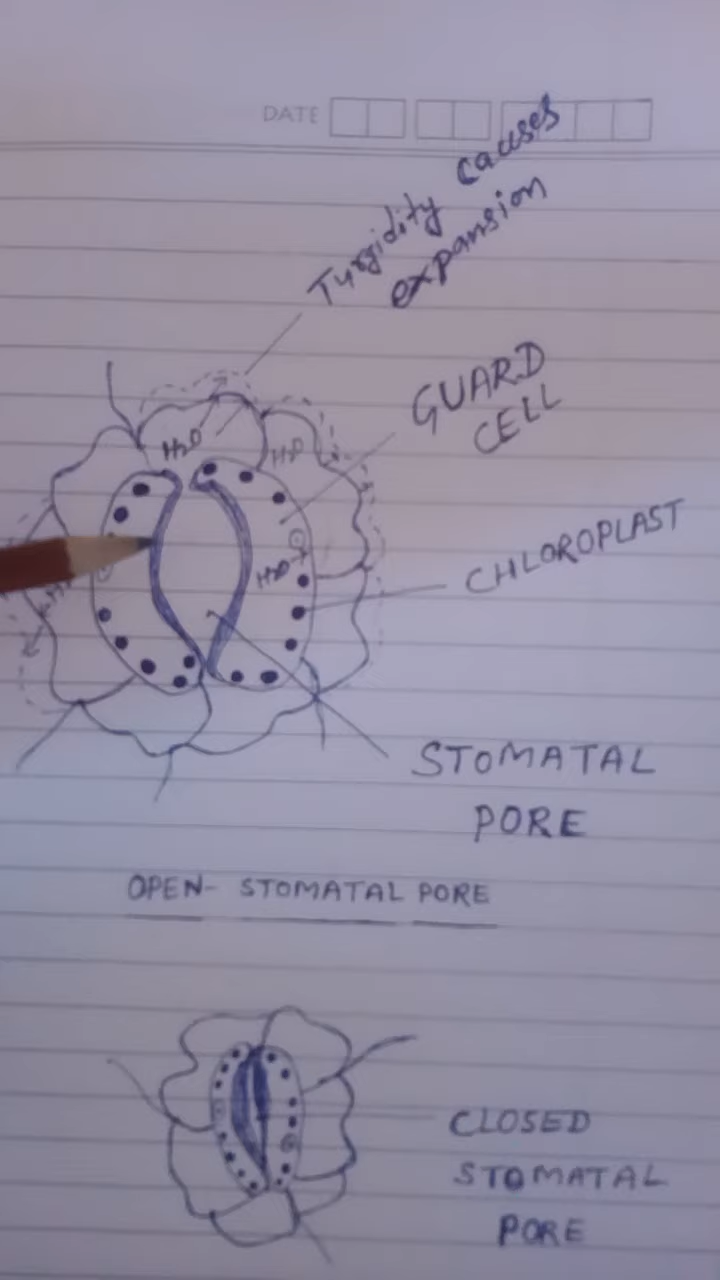 DATE
Turgidity causes
expansion
GUARD
CELL
H2O
H2O
H2O
CHLOROPLAST
STOMATAL
PORE
OPEN- STOMATAL PORE
CLOSED
STOMATAL
PORE